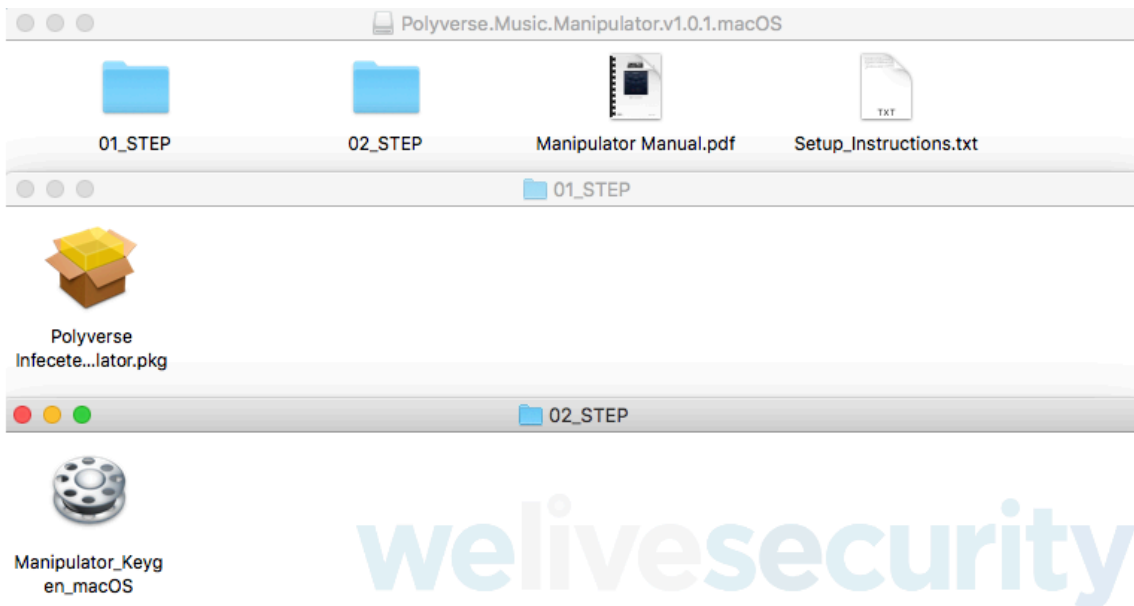 Polyverse.Music.Manipulator.v1.0.1.macOS
01_STEP
02_STEP
Manipulator Manual.pdf
TXT
Setup_Instructions.txt
01_STEP
Polyverse
Infecete...lator.pkg
02_STEP
Manipulator_Keyg
en_macOS
welivesecurity